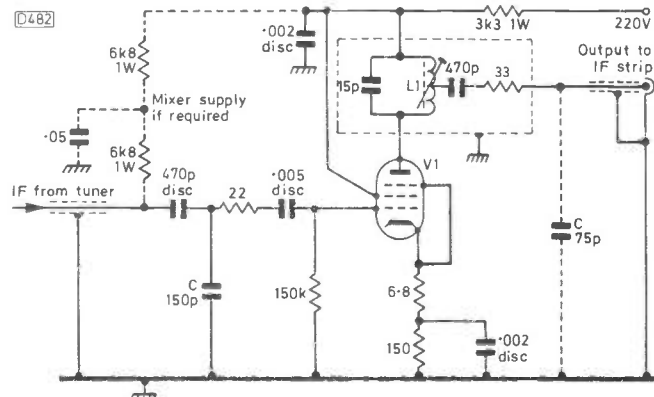 D482
·002
disc
3k3 1W
220V
6k8
1W
Output to
IF strip
470p
33
15p
L1
Mixer supply
if required
·05
6k8
1W
V1
IF from tuner
470p
disc
22
·005
disc
C
150p
150k
6·8
C
75p
150
·002
disc